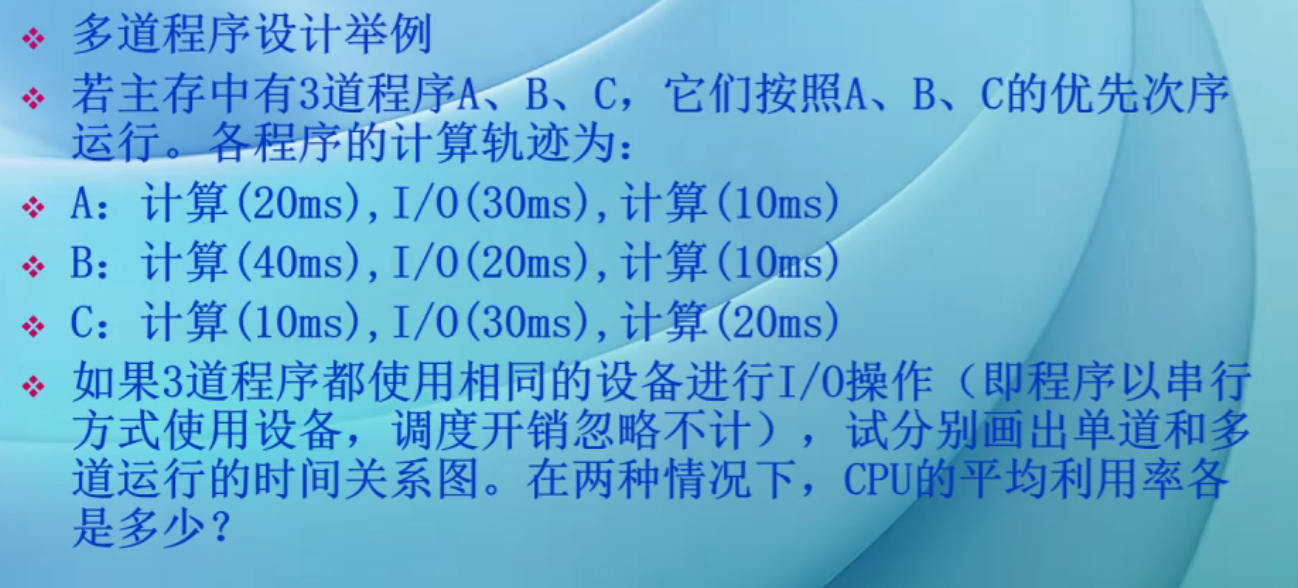 ❖ 多道程序设计举例
❖ 若主存中有3道程序A、B、C，它们按照A、B、C的优先次序
运行。各程序的计算轨迹为：
❖ A：计算(20ms),I/O(30ms),计算(10ms)
❖ B：计算(40ms),I/O(20ms),计算(10ms)
❖ C：计算(10ms),I/O(30ms),计算(20ms)
❖ 如果3道程序都使用相同的设备进行I/O操作（即程序以串行
方式使用设备，调度开销忽略不计），试分别画出单道和多
道运行的时间关系图。在两种情况下，CPU的平均利用率各
是多少？